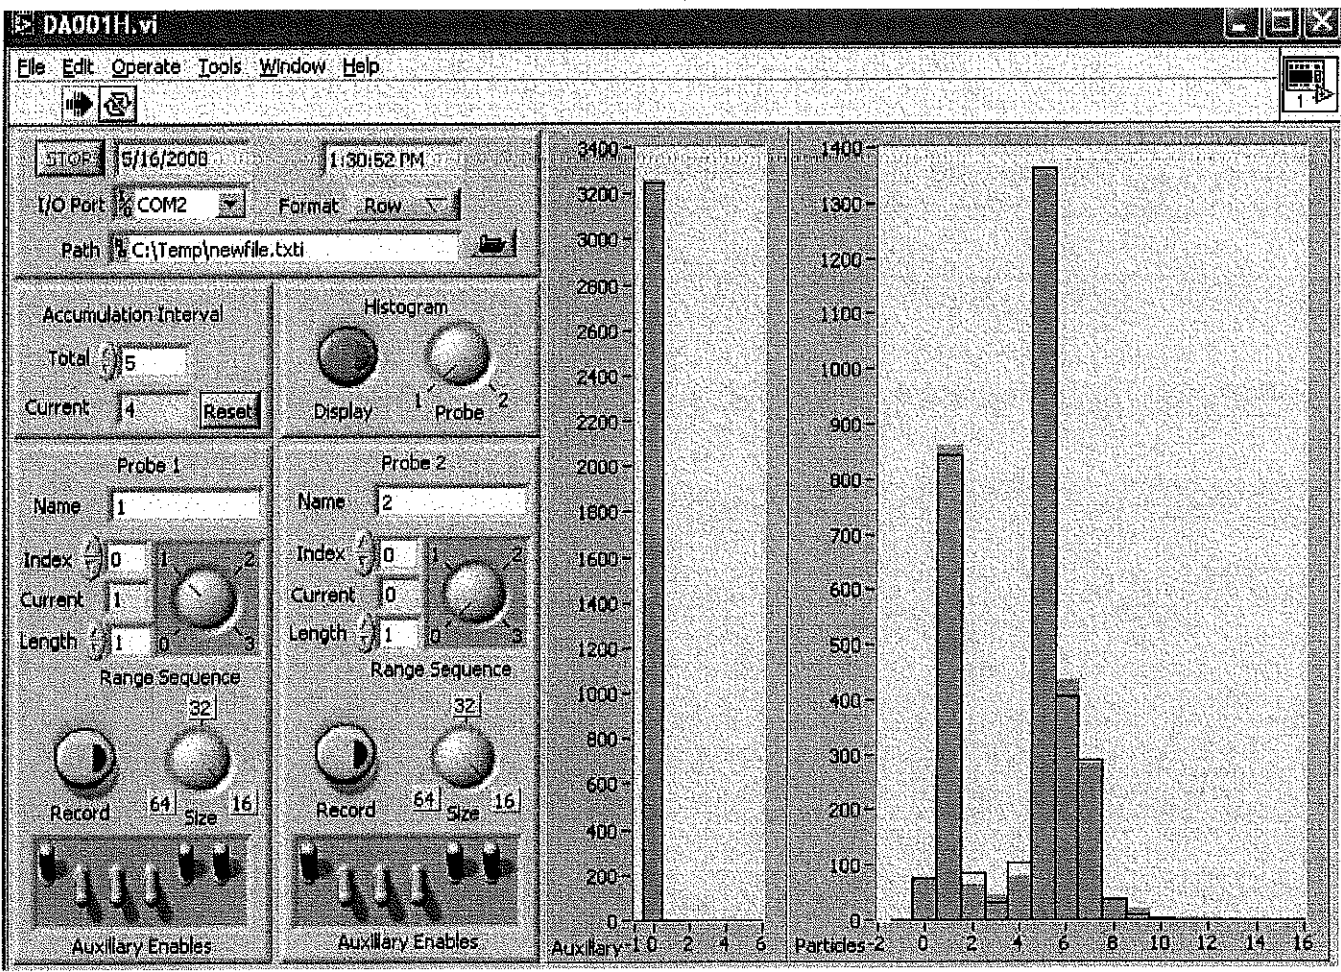 DA001H.vi
File Edit Operate Tools Window Help
1
STOP 5/16/2008 1:30:52 PM
I/O Port COM2 Format Row
Path C:\Temp\newfile.txti
Accumulation Interval
Total 5
Current 4 Reset
Histogram
Display 1 Probe 2
Probe 1
Name 1
Index 0 1 2
Current 1
Length 1 0 3
Range Sequence
32
Record 64 Size 16
Auxiliary Enables
Probe 2
Name 2
Index 0 1 2
Current 0
Length 1 0 3
Range Sequence
32
Record 64 Size 16
Auxiliary Enables
3400
3200
3000
2800
2600
2400
2200
2000
1800
1600
1400
1200
1000
800
600
400
200
0
Auxiliary -1 0 2 4 6
1400
1300
1200
1100
1000
900
800
700
600
500
400
300
200
100
0
Particles -2 0 2 4 6 8 10 12 14 16